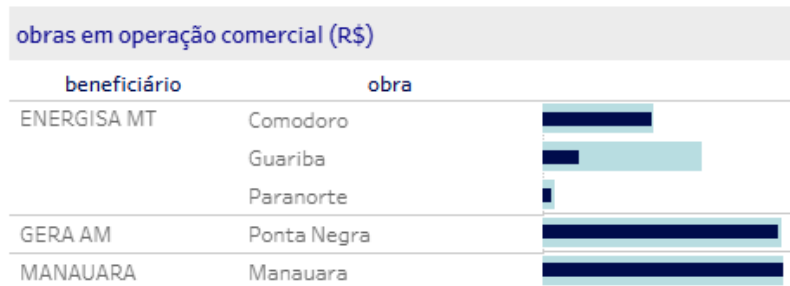 obras em operação comercial (R$)
beneficiário obra
ENERGISA MT Comodoro
Guariba
Paranorte
GERA AM Ponta Negra
MANAUARA Manauara